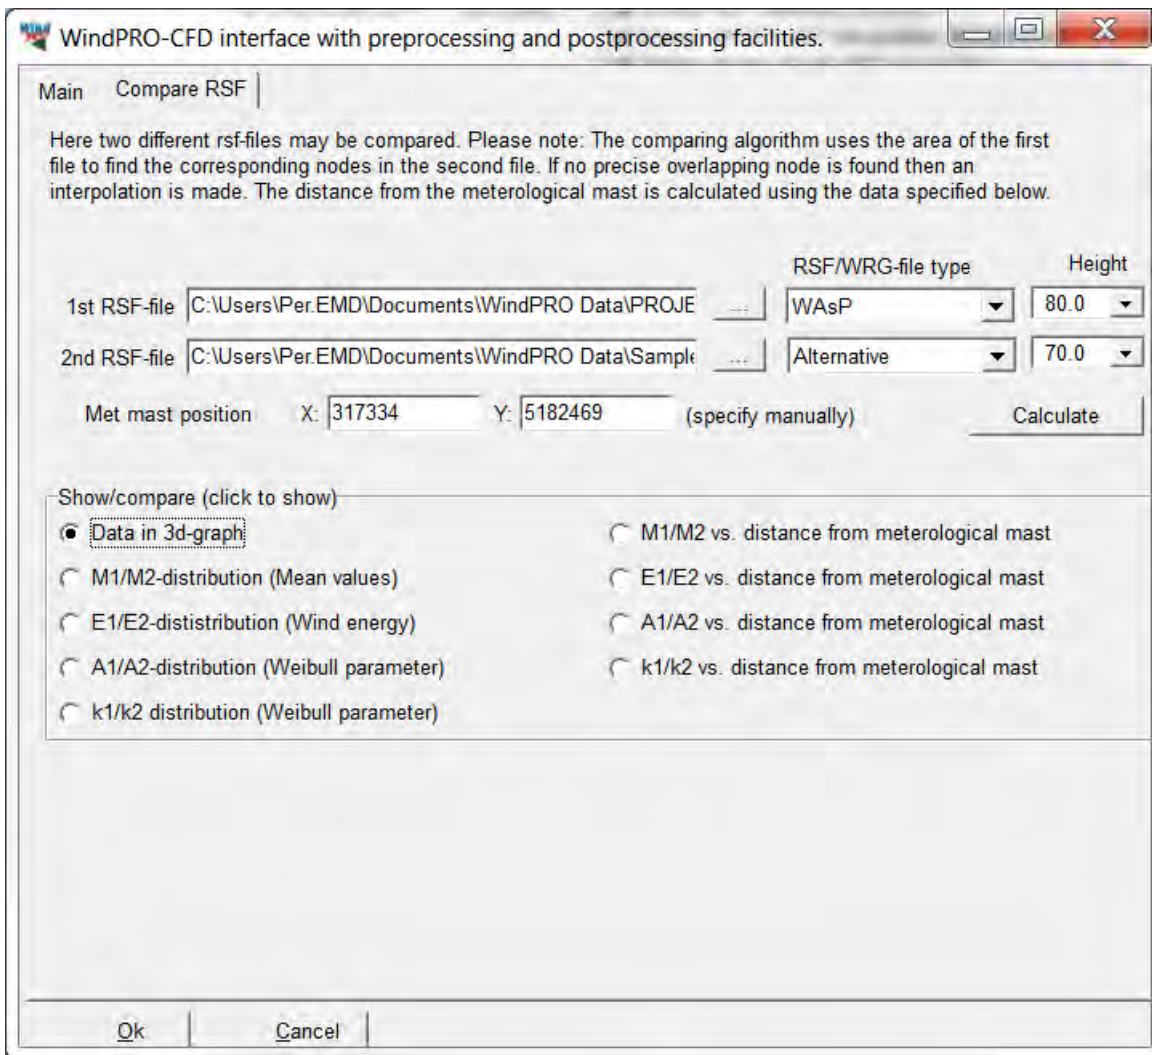 WindPRO-CFD interface with preprocessing and postprocessing facilities.
Main Compare RSF
Here two different rsf-files may be compared. Please note: The comparing algorithm uses the area of the first
file to find the corresponding nodes in the second file. If no precise overlapping node is found then an
interpolation is made. The distance from the meterological mast is calculated using the data specified below.
RSF/WRG-file type Height
1st RSF-file C:\Users\Per.EMD\Documents\WindPRO Data\PROJE ... WAsP 80.0
2nd RSF-file C:\Users\Per.EMD\Documents\WindPRO Data\Sample ... Alternative 70.0
Met mast position X: 317334 Y: 5182469 (specify manually) Calculate
Show/compare (click to show)
Data in 3d-graph M1/M2 vs. distance from meterological mast
M1/M2-distribution (Mean values) E1/E2 vs. distance from meterological mast
E1/E2-dististribution (Wind energy) A1/A2 vs. distance from meterological mast
A1/A2-distribution (Weibull parameter) k1/k2 vs. distance from meterological mast
k1/k2 distribution (Weibull parameter)
Ok Cancel